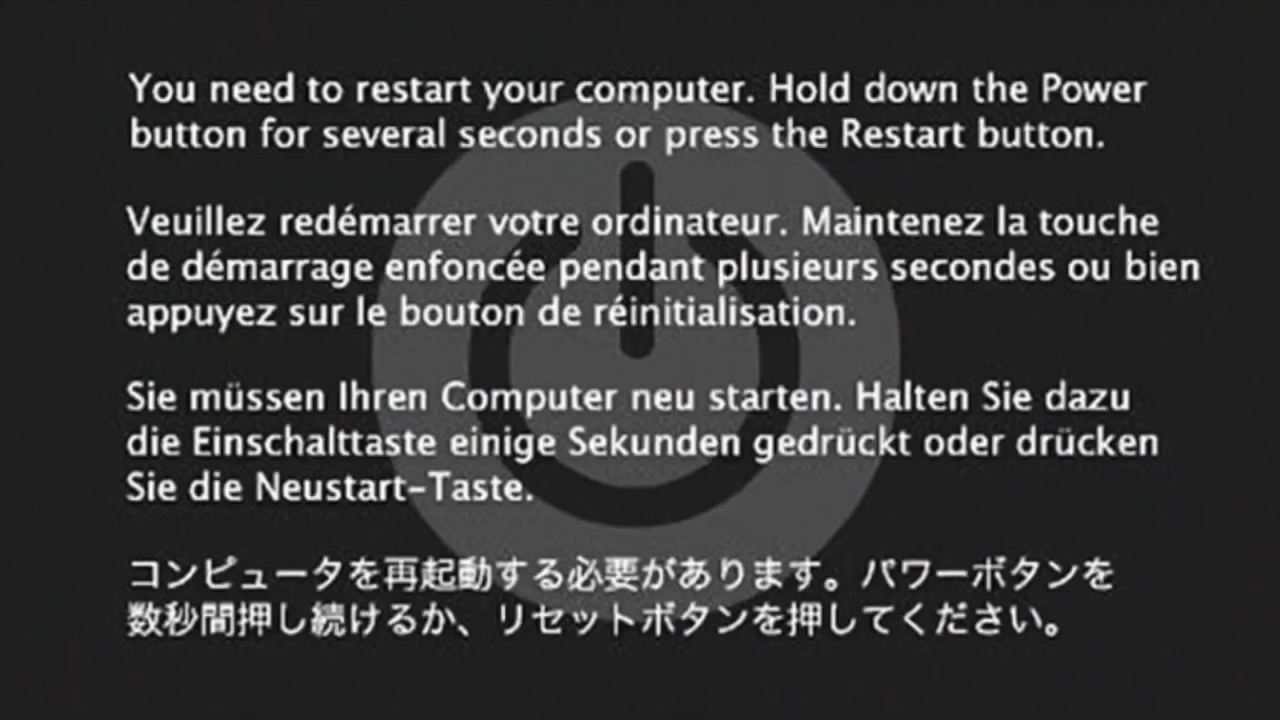 You need to restart your computer. Hold down the Power
button for several seconds or press the Restart button.
Veuillez redémarrer votre ordinateur. Maintenez la touche
de démarrage enfoncée pendant plusieurs secondes ou bien
appuyez sur le bouton de réinitialisation.
Sie müssen Ihren Computer neu starten. Halten Sie dazu
die Einschalttaste einige Sekunden gedrückt oder drücken
Sie die Neustart-Taste.
コンピュータを再起動する必要があります。パワーボタンを
数秒間押し続けるか、リセットボタンを押してください。